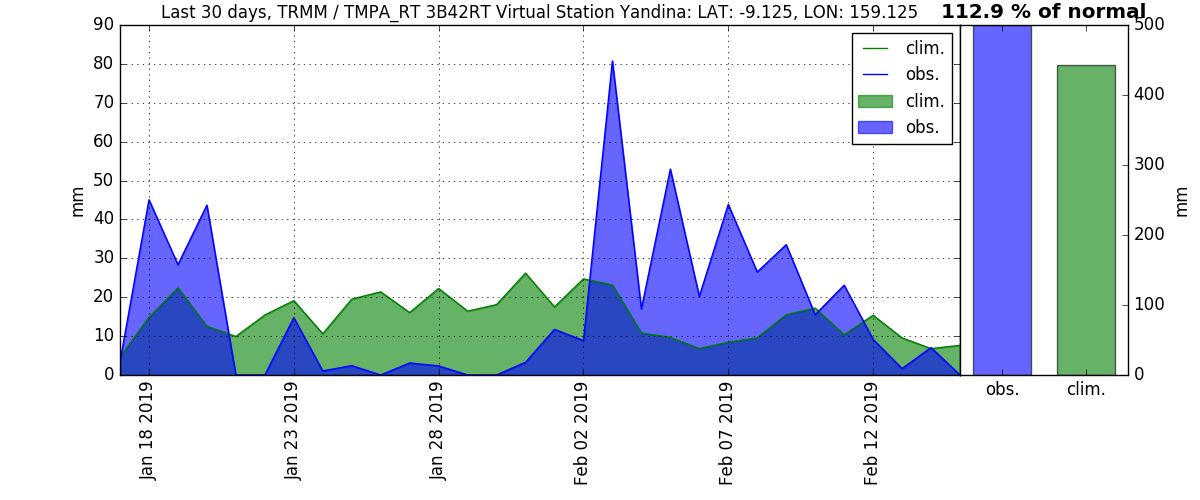 Last 30 days, TRMM / TMPA_RT 3B42RT Virtual Station Yandina: LAT: -9.125, LON: 159.125
112.9 % of normal
90
80
70
60
50
40
30
20
10
0
mm
clim.
obs.
clim.
obs.
Jan 18 2019
Jan 23 2019
Jan 28 2019
Feb 02 2019
Feb 07 2019
Feb 12 2019
500
400
300
200
100
0
mm
obs.
clim.